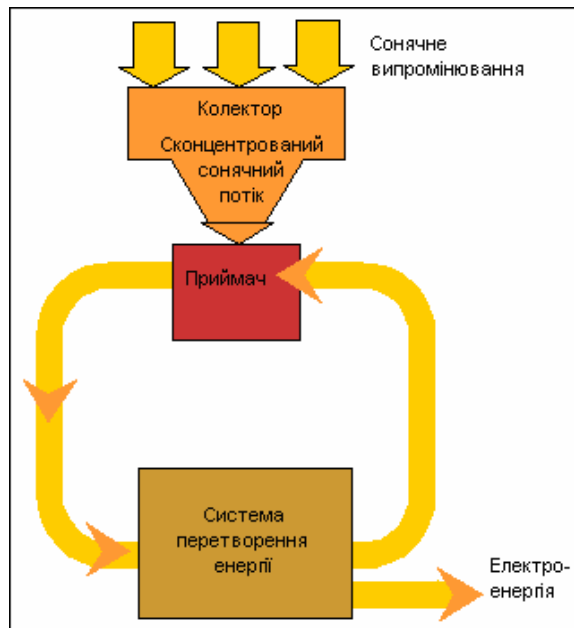 Сонячне
випромінювання
Колектор
Сконцентрований
сонячний
потік
Приймач
Система
перетворення
енергії
Електро-
енергія